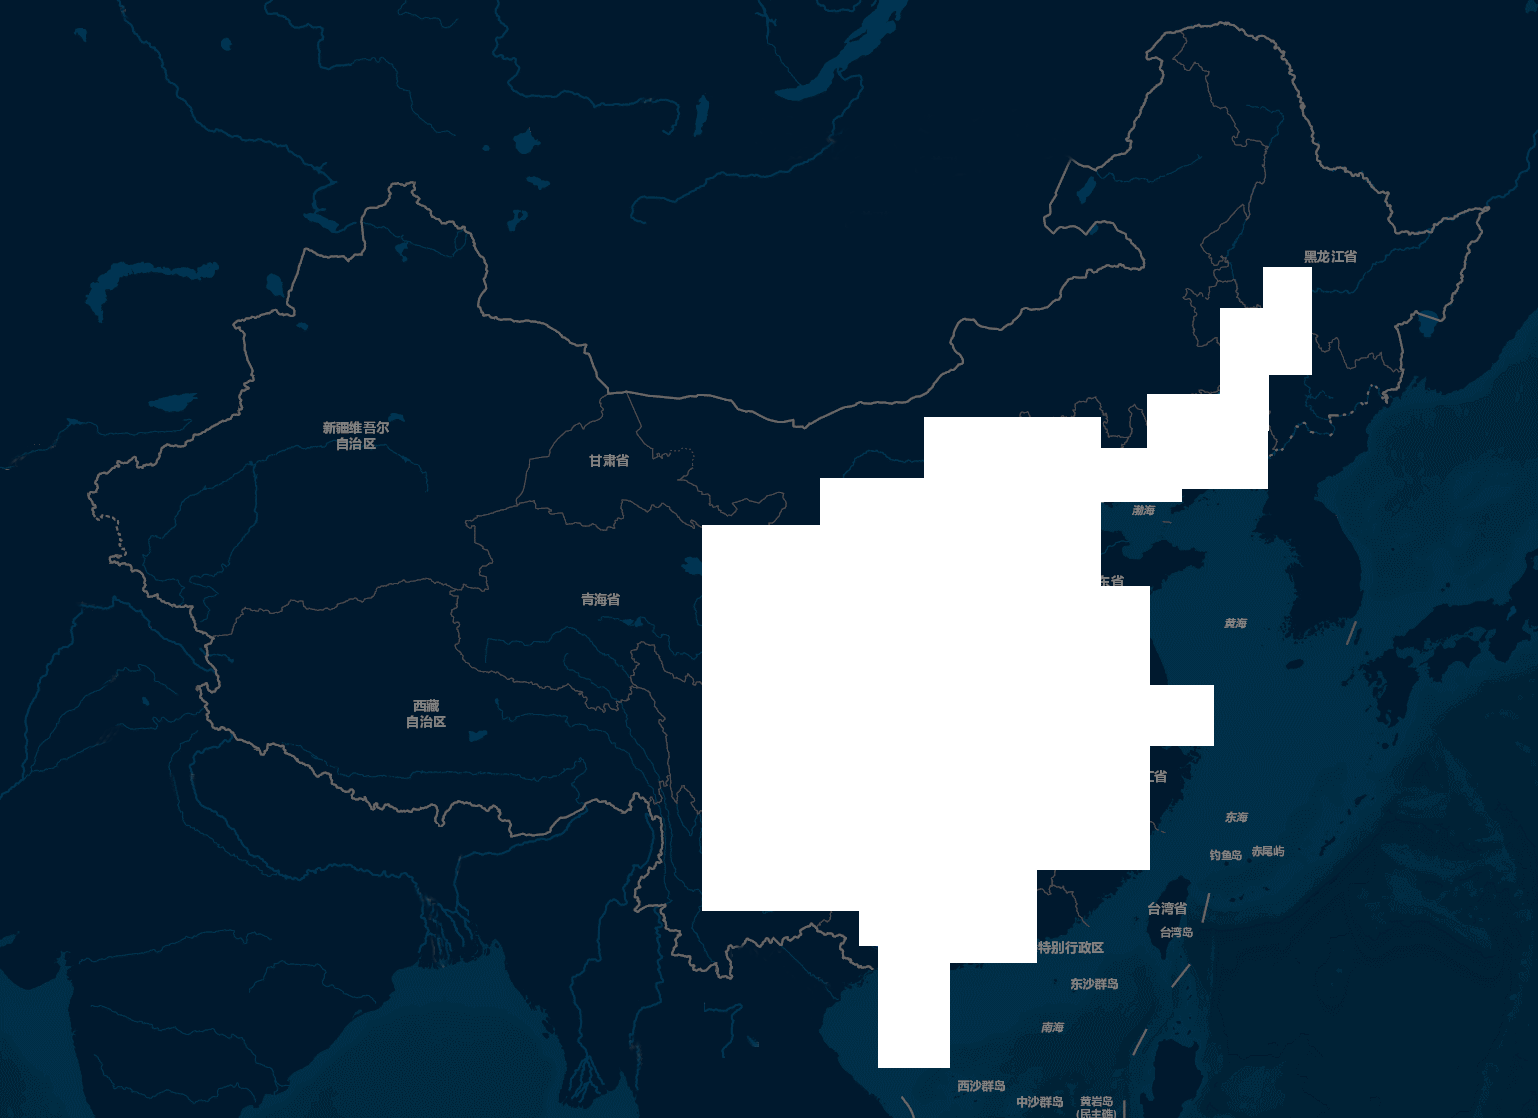 黑龙江省
新疆维吾尔
自治区
甘肃省
渤海
东省
青海省
黄海
西藏
自治区
江省
东海
钓鱼岛
赤尾屿
台湾省
台湾岛
特别行政区
东沙群岛
南海
西沙群岛
中沙群岛
黄岩岛
(民主礁)